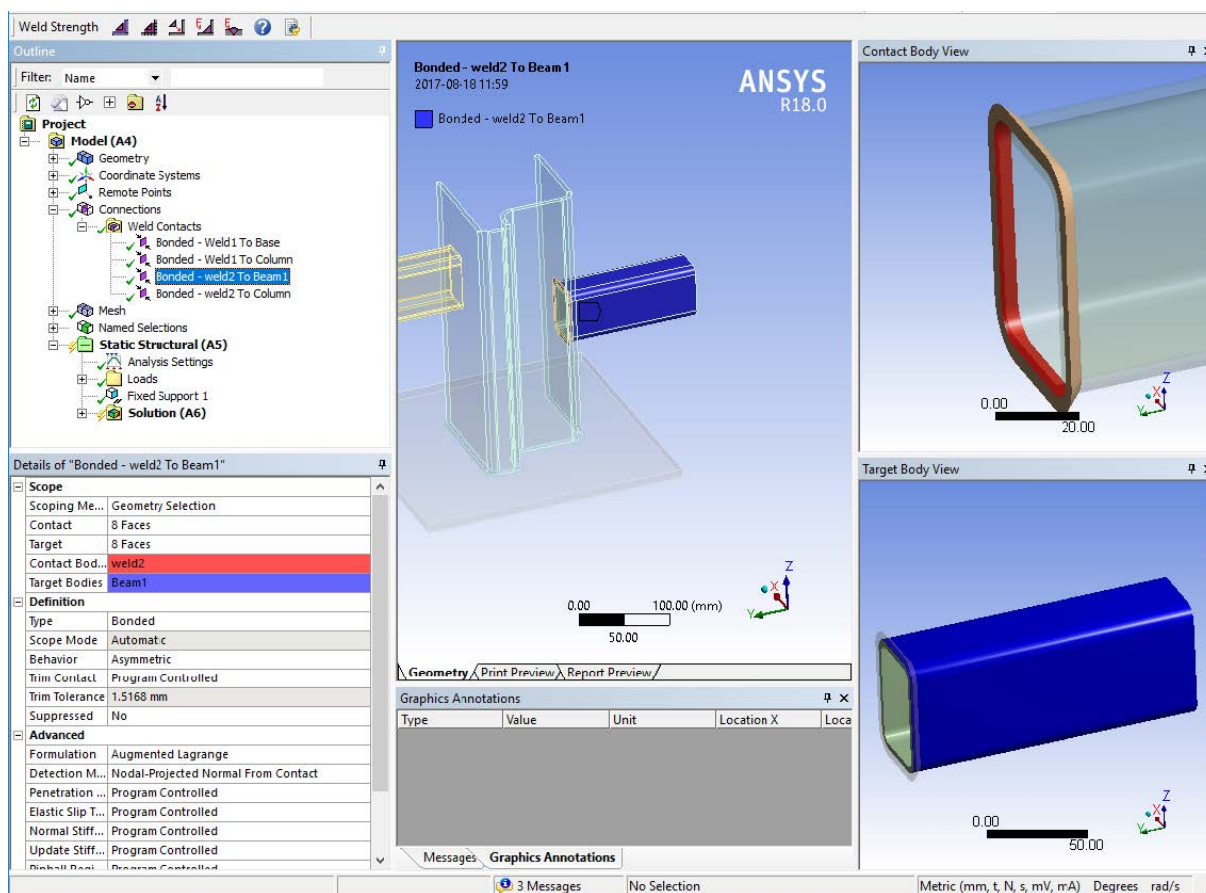 Weld Strength
Outline
Filter: Name
Project
Model (A4)
Geometry
Coordinate Systems
Remote Points
Connections
Weld Contacts
Bonded - Weld1 To Base
Bonded - Weld1 To Column
Bonded - weld2 To Beam1
Bonded - weld2 To Column
Mesh
Named Selections
Static Structural (A5)
Analysis Settings
Loads
Fixed Support 1
Solution (A6)
Details of "Bonded - weld2 To Beam1"
Scope
Scoping Me... Geometry Selection
Contact 8 Faces
Target 8 Faces
Contact Bod... weld2
Target Bodies Beam1
Definition
Type Bonded
Scope Mode Automatic
Behavior Asymmetric
Trim Contact Program Controlled
Trim Tolerance 1.5168 mm
Suppressed No
Advanced
Formulation Augmented Lagrange
Detection M... Nodal-Projected Normal From Contact
Penetration ... Program Controlled
Elastic Slip T... Program Controlled
Normal Stiff... Program Controlled
Update Stiff... Program Controlled
Pinball Regi... Program Controlled
Bonded - weld2 To Beam1
2017-08-18 11:59
Bonded - weld2 To Beam1
ANSYS
R18.0
0.00 100.00 (mm)
50.00
Z
X
Y
Geometry Print Preview Report Preview
Graphics Annotations
Type Value Unit Location X Loca
Messages Graphics Annotations
Contact Body View
0.00
20.00
Z
X
Y
Target Body View
0.00
50.00
Z
X
Y
3 Messages No Selection Metric (mm, t, N, s, mV, mA) Degrees rad/s